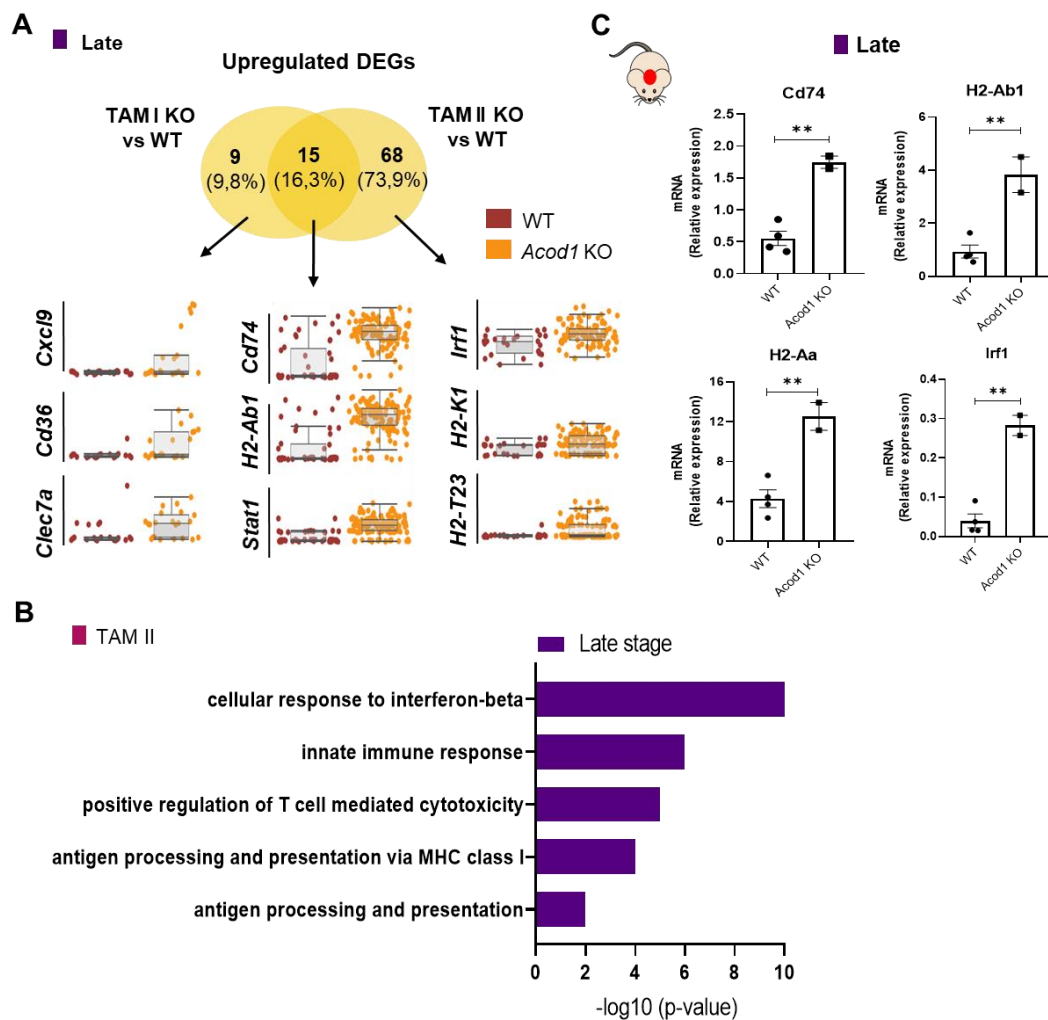 A
Late
Upregulated DEGs
TAM I KO
vs WT
TAM II KO
vs WT
9
(9,8%)
15
(16,3%)
68
(73,9%)
WT
Acod1 KO
Cxcl9
Cd36
Clec7a
Cd74
H2-Ab1
Stat1
Irf1
H2-K1
H2-T23
B
TAM II
Late stage
cellular response to interferon-beta
innate immune response
positive regulation of T cell mediated cytotoxicity
antigen processing and presentation via MHC class I
antigen processing and presentation
0 2 4 6 8 10
-log10 (p-value)
C
Late
Cd74
**
mRNA
(Relative expression)
2.5
2.0
1.5
1.0
0.5
0.0
WT
Acod1 KO
H2-Ab1
**
mRNA
(Relative expression)
6
4
2
0
WT
Acod1 KO
H2-Aa
**
mRNA
(Relative expression)
16
12
8
4
0
WT
Acod1 KO
Irf1
**
mRNA
(Relative expression)
0.4
0.3
0.2
0.1
0.0
WT
Acod1 KO